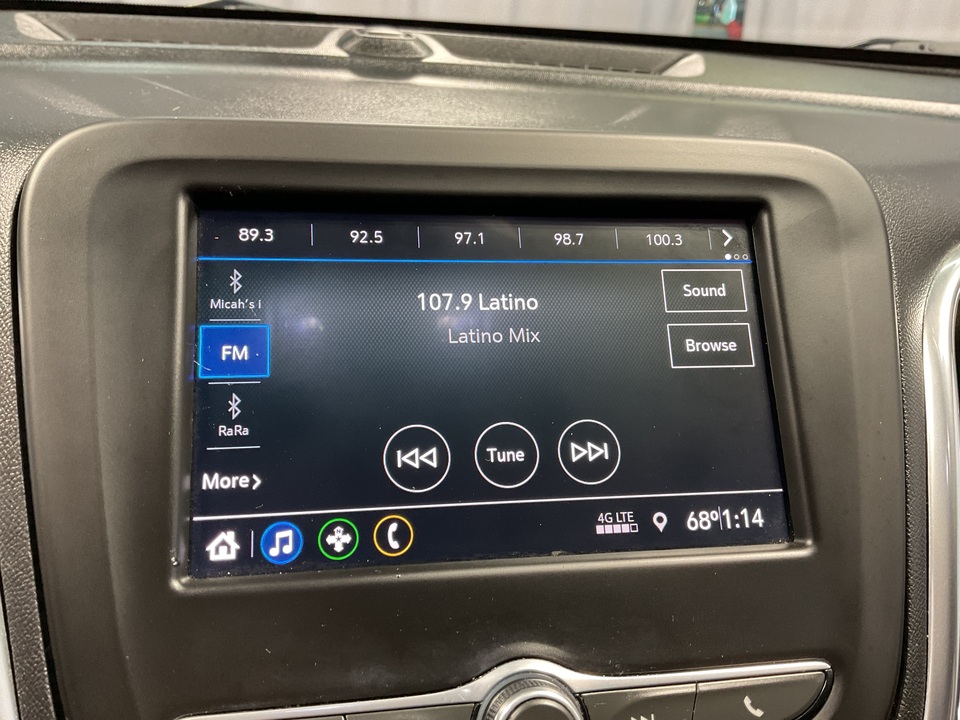 89.3 92.5 97.1 98.7 100.3
Micah's i
107.9 Latino
Sound
FM
Latino Mix
Browse
RaRa
Tune
More
4G LTE
68° 1:14